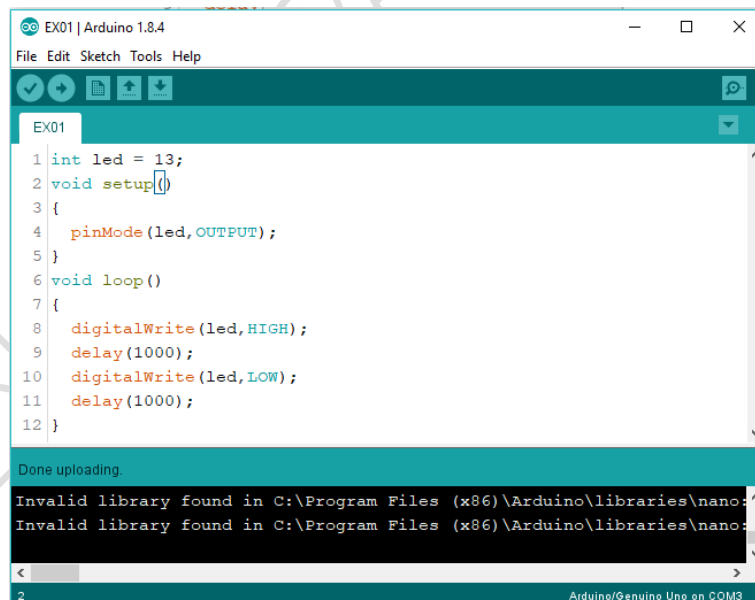 EX01 | Arduino 1.8.4
File Edit Sketch Tools Help
EX01
1 int led = 13;
2 void setup()
3 {
4   pinMode(led,OUTPUT);
5 }
6 void loop()
7 {
8   digitalWrite(led,HIGH);
9   delay(1000);
10   digitalWrite(led,LOW);
11   delay(1000);
12 }
Done uploading.
Invalid library found in C:\Program Files (x86)\Arduino\libraries\nano:
Invalid library found in C:\Program Files (x86)\Arduino\libraries\nano:
2 Arduino/Genuino Uno on COM3